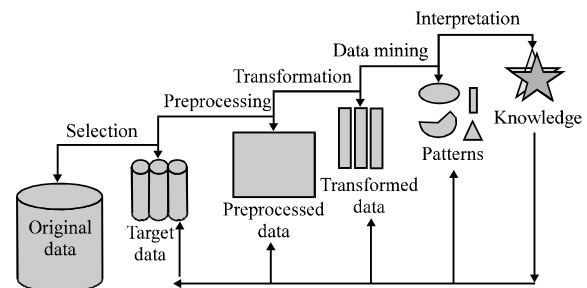 Interpretation
Data mining
Transformation
Preprocessing
Selection
Knowledge
Patterns
Transformed
data
Preprocessed
data
Target
data
Original
data